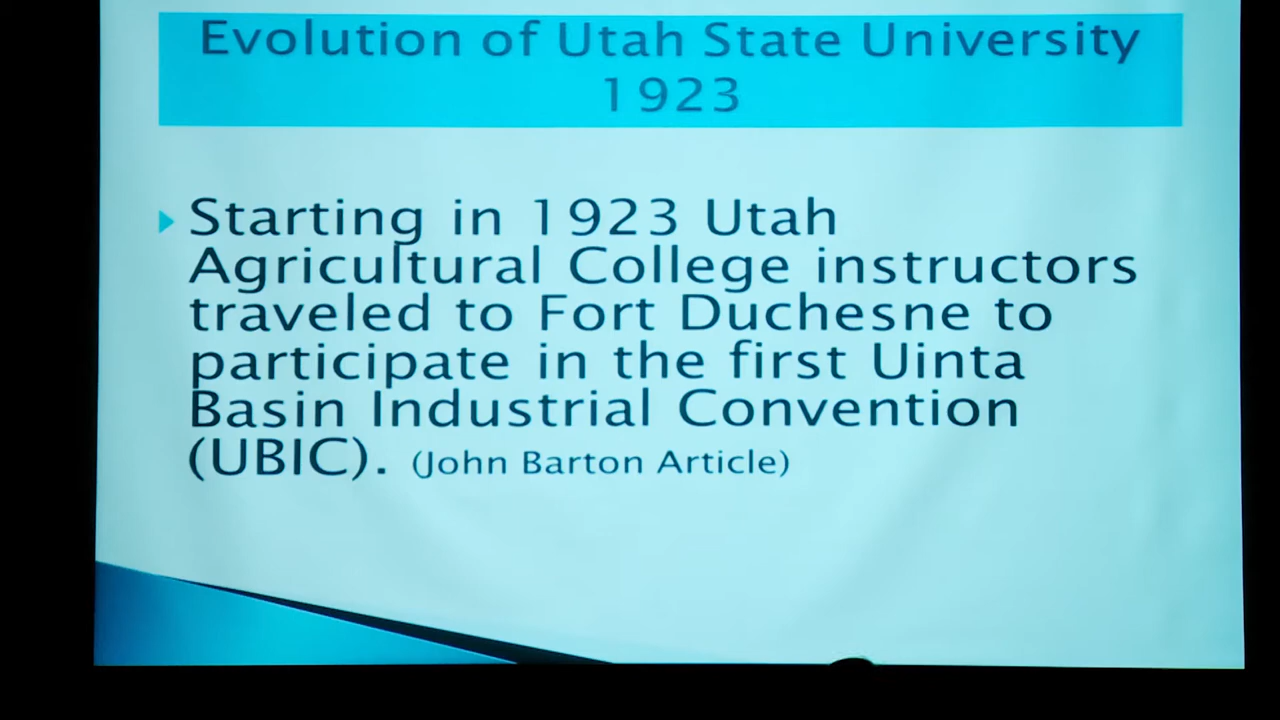 Evolution of Utah State University
1923
Starting in 1923 Utah
Agricultural College instructors
traveled to Fort Duchesne to
participate in the first Uinta
Basin Industrial Convention
(UBIC). (John Barton Article)